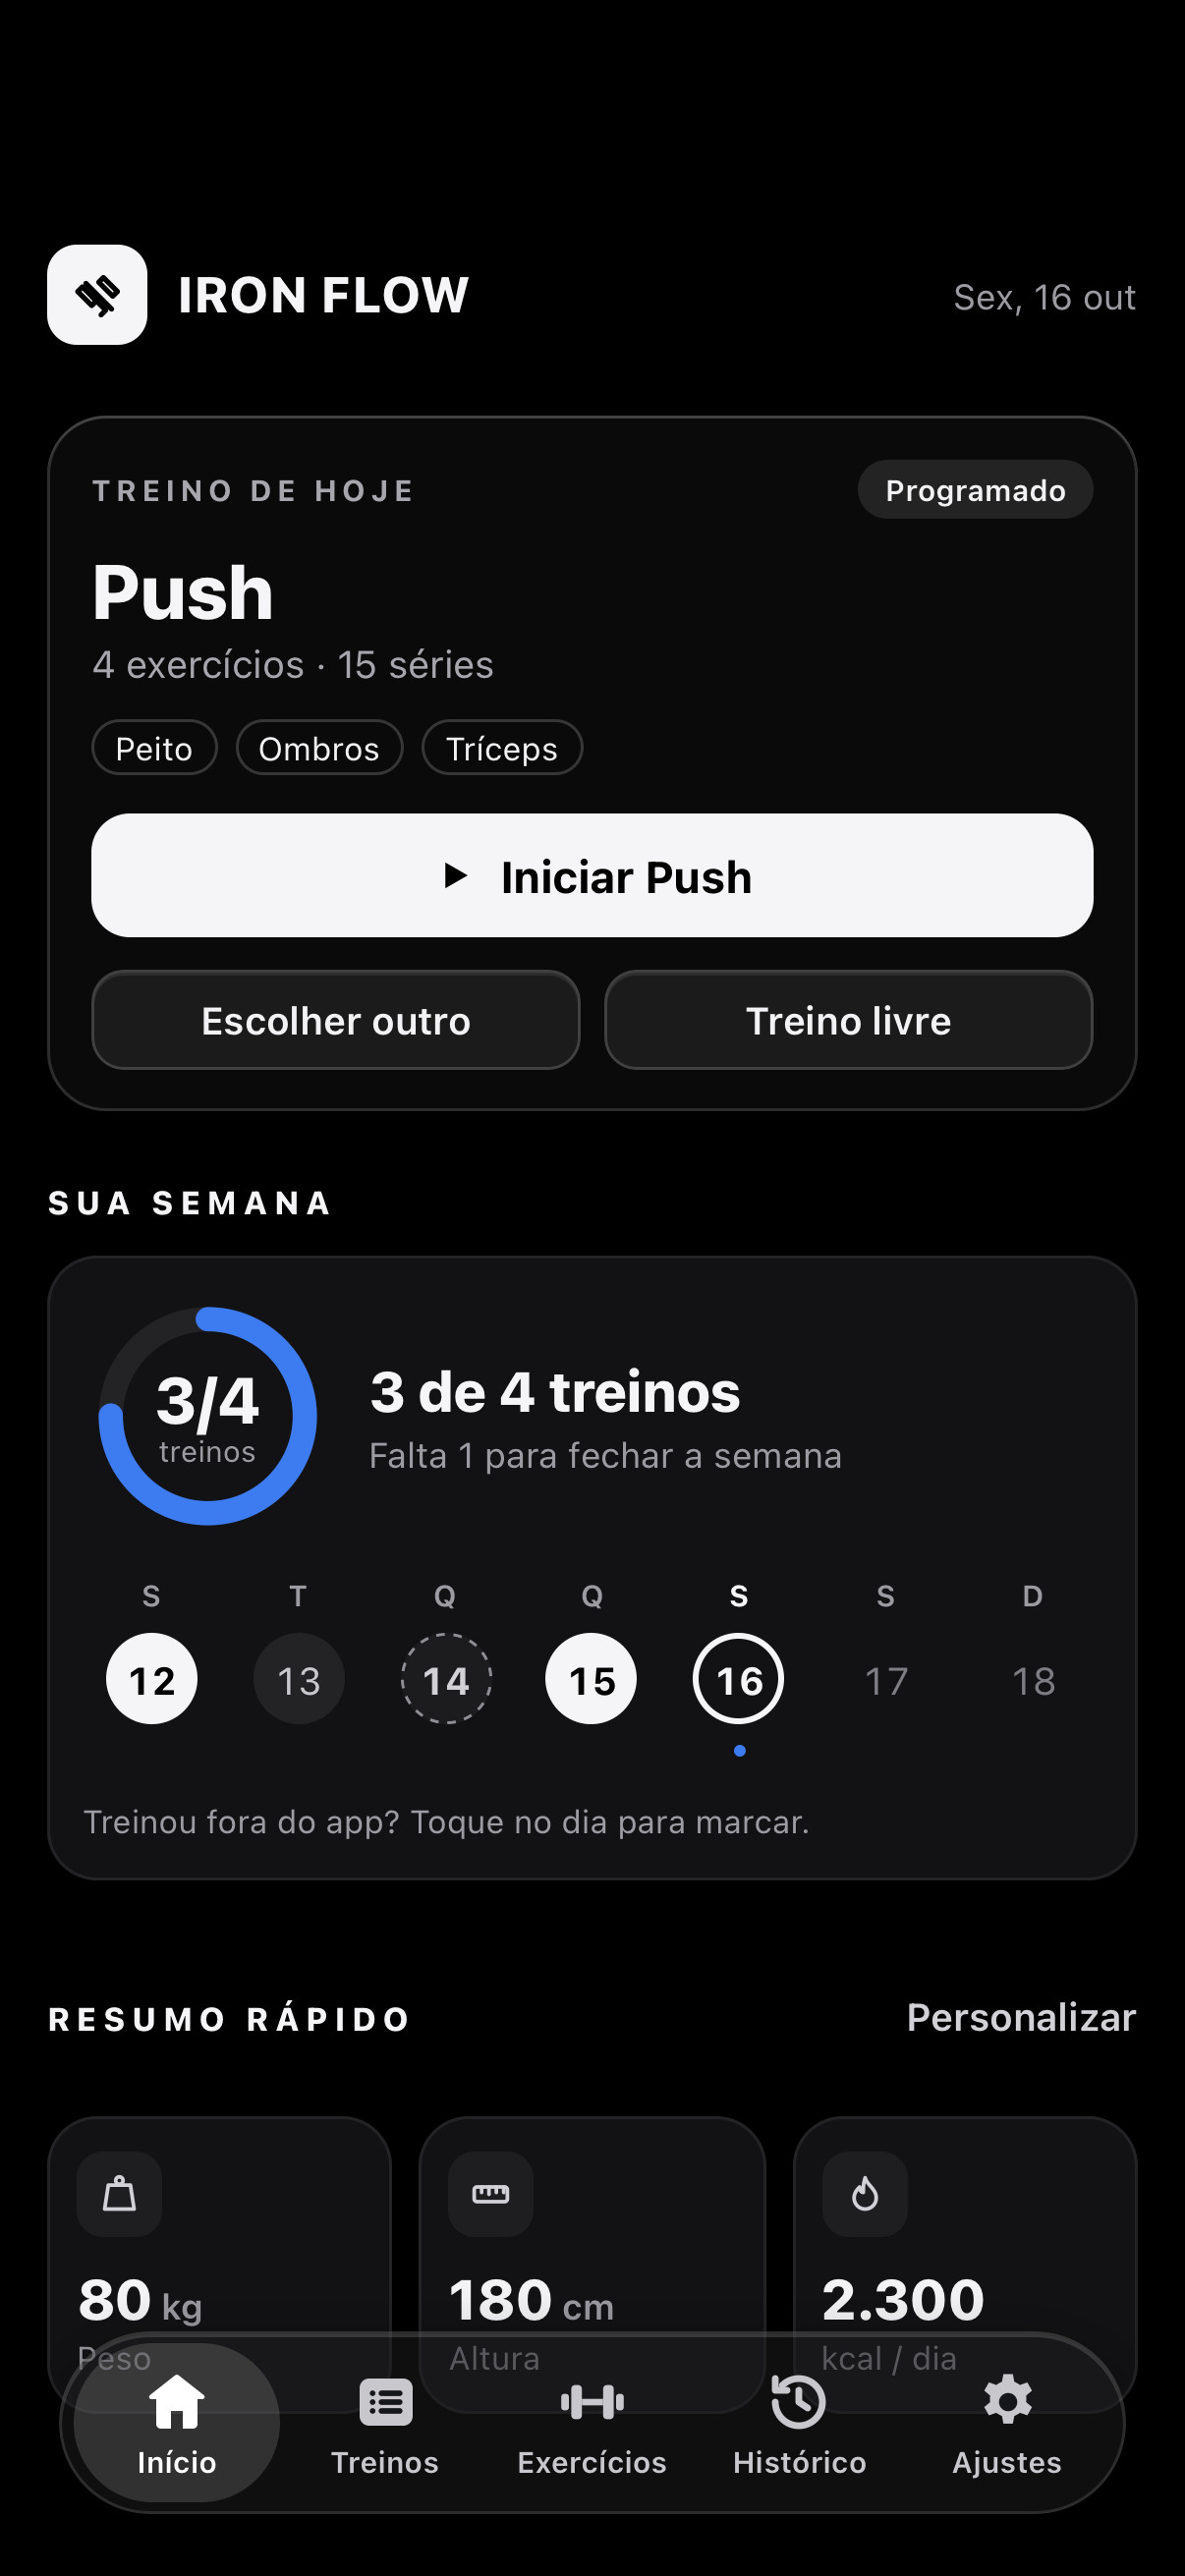 IRON FLOW
Sex, 16 out
TREINO DE HOJE
Programado
Push
4 exercícios · 15 séries
Peito Ombros Tríceps
Iniciar Push
Escolher outro Treino livre
SUA SEMANA
3/4
treinos
3 de 4 treinos
Falta 1 para fechar a semana
S T Q Q S S D
12 13 14 15 16 17 18
Treinou fora do app? Toque no dia para marcar.
RESUMO RÁPIDO
Personalizar
80 kg
Peso
180 cm
Altura
2.300
kcal / dia
Início Treinos Exercícios Histórico Ajustes